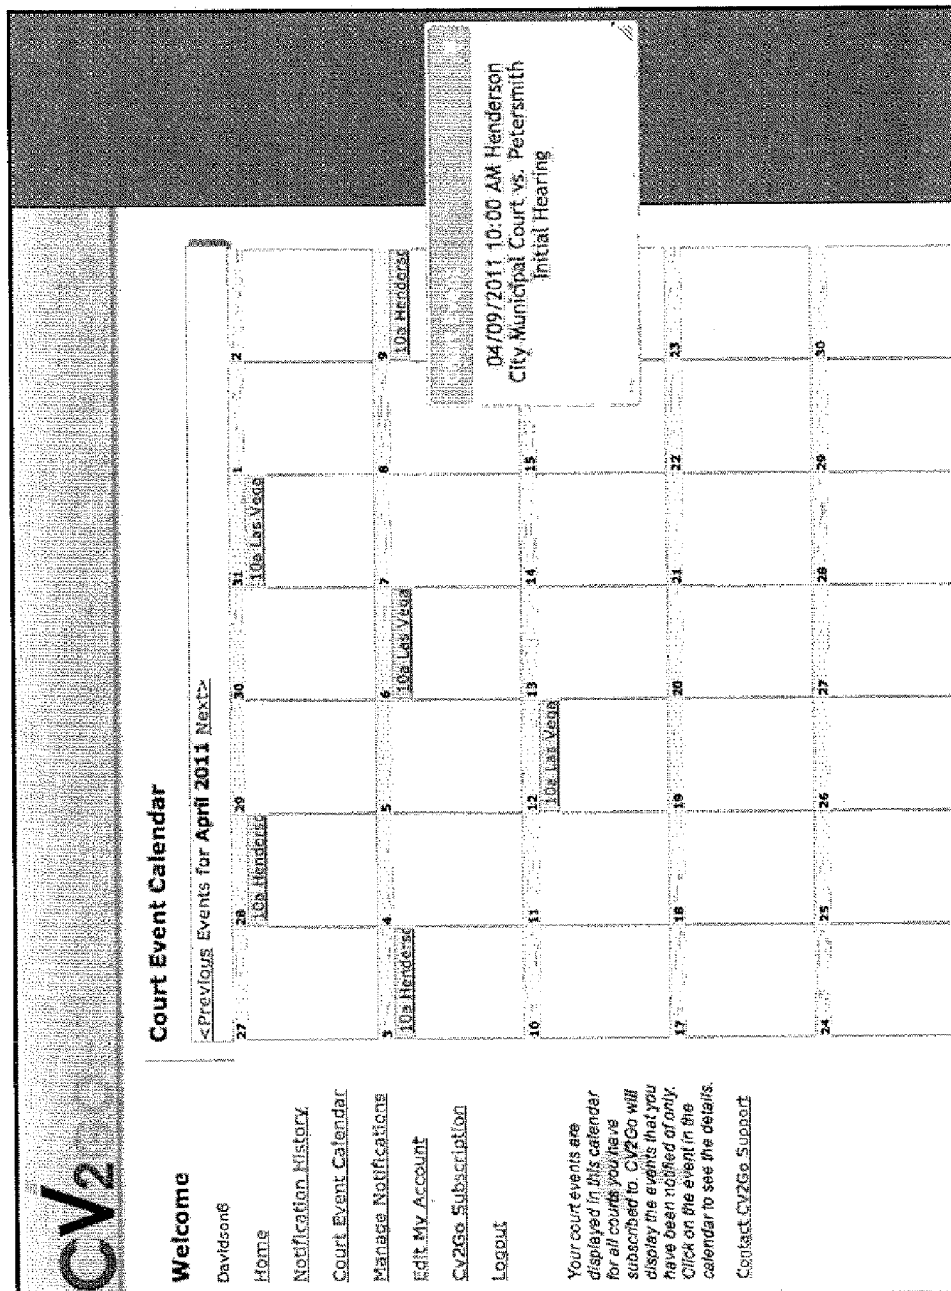 CV2
Welcome
Davidson6
Home
Notification History
Court Event Calendar
Manage Notifications
Edit My Account
CV2Go Subscription
Logout
Your court events are
displayed in this calendar
for all courts you have
subscribed to. CV2Go will
display the events that you
have been notified of only.
Click on the event in the
calendar to see the details.
Contact CV2Go Support
Court Event Calendar
<Previous Events for April 2011 Next>
27 28 29 30 31 1 2
10a Henderso 10a Las Vega
3 4 5 6 7 8 9
10a Henderso 10a Las Vega 10a Henderso
10 11 12 13 14 15
10a Las Vega
17 18 19 20 21 22 23
24 25 26 27 28 29 30
04/09/2011 10:00 AM Henderson
City Municipal Court vs. Petersmith
Initial Hearing